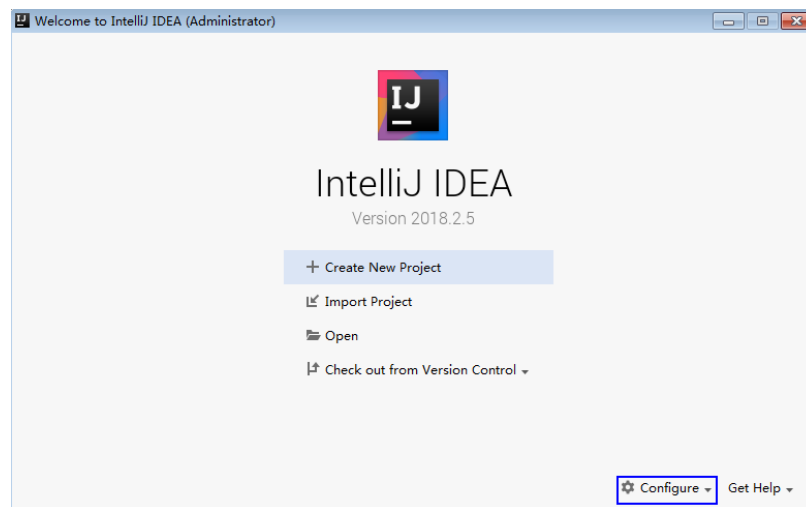 Welcome to IntelliJ IDEA (Administrator)
IJ
IntelliJ IDEA
Version 2018.2.5
Create New Project
Import Project
Open
Check out from Version Control
Configure
Get Help